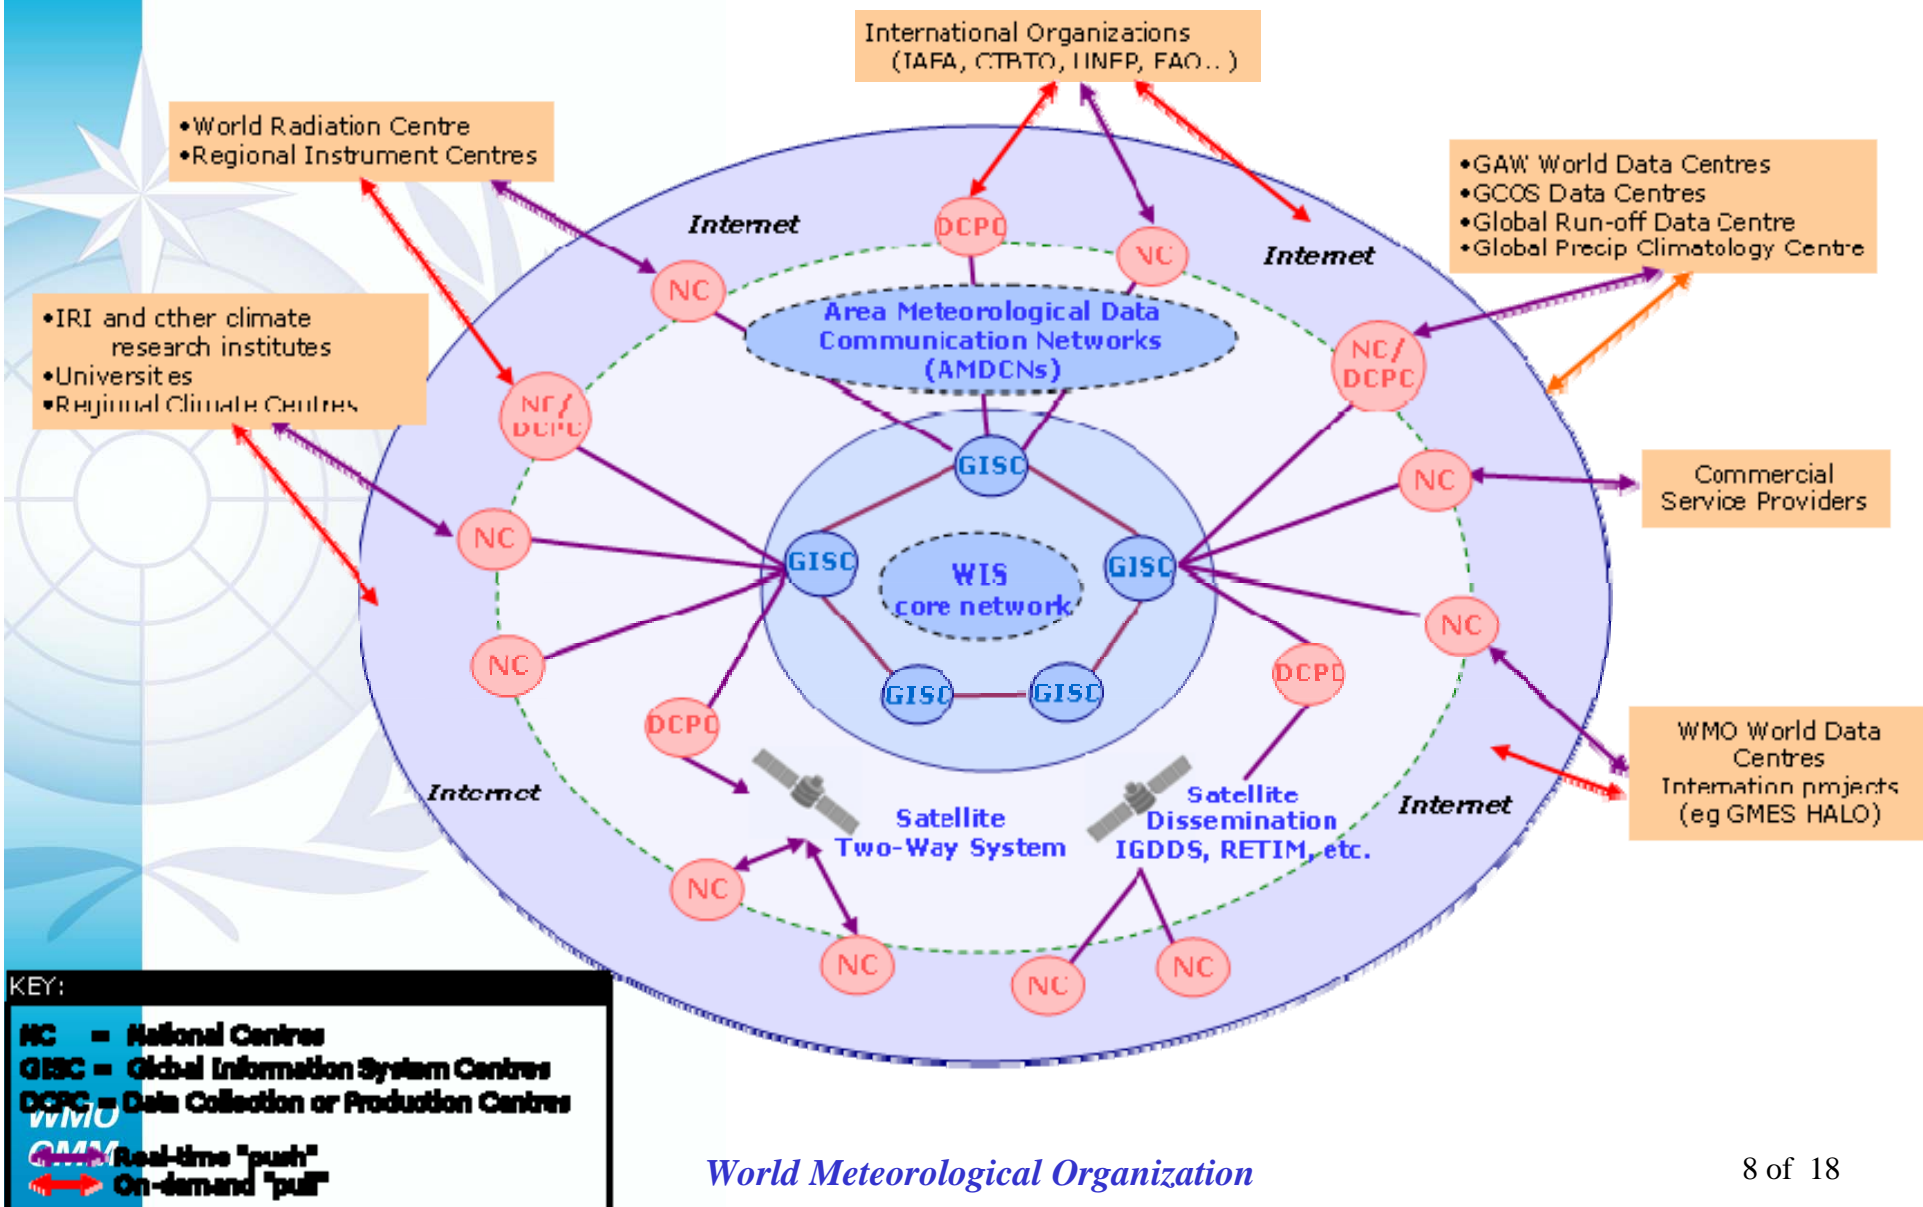 International Organizations
(IAEA, CTBTO, UNEP, FAO...)
•World Radiation Centre
•Regional Instrument Centres
•GAW World Data Centres
•GCOS Data Centres
•Global Run-off Data Centre
•Global Precip Climatology Centre
•IRI and other climate
research institutes
•Universities
•Regional Climate Centres
Internet
Internet
DCPC
NC
NC
Area Meteorological Data
Communication Networks
(AMDCNs)
NC/
DCPC
NC/
DCPC
GISC
NC
Commercial
Service Providers
NC
GISC
GISC
WIS
core network
NC
NC
GISC
GISC
DCPC
DCPC
WMO World Data
Centres
Internation projects
(eg GMES HALO)
Internet
Internet
Satellite
Two-Way System
Satellite
Dissemination
IGDDS, RETIM, etc.
NC
NC
NC
NC
KEY:
NC = National Centres
GISC = Global Information System Centres
DCPC = Data Collection or Production Centres
WMO
OMM
Real-time "push"
On-demand "pull"
World Meteorological Organization
8 of 18